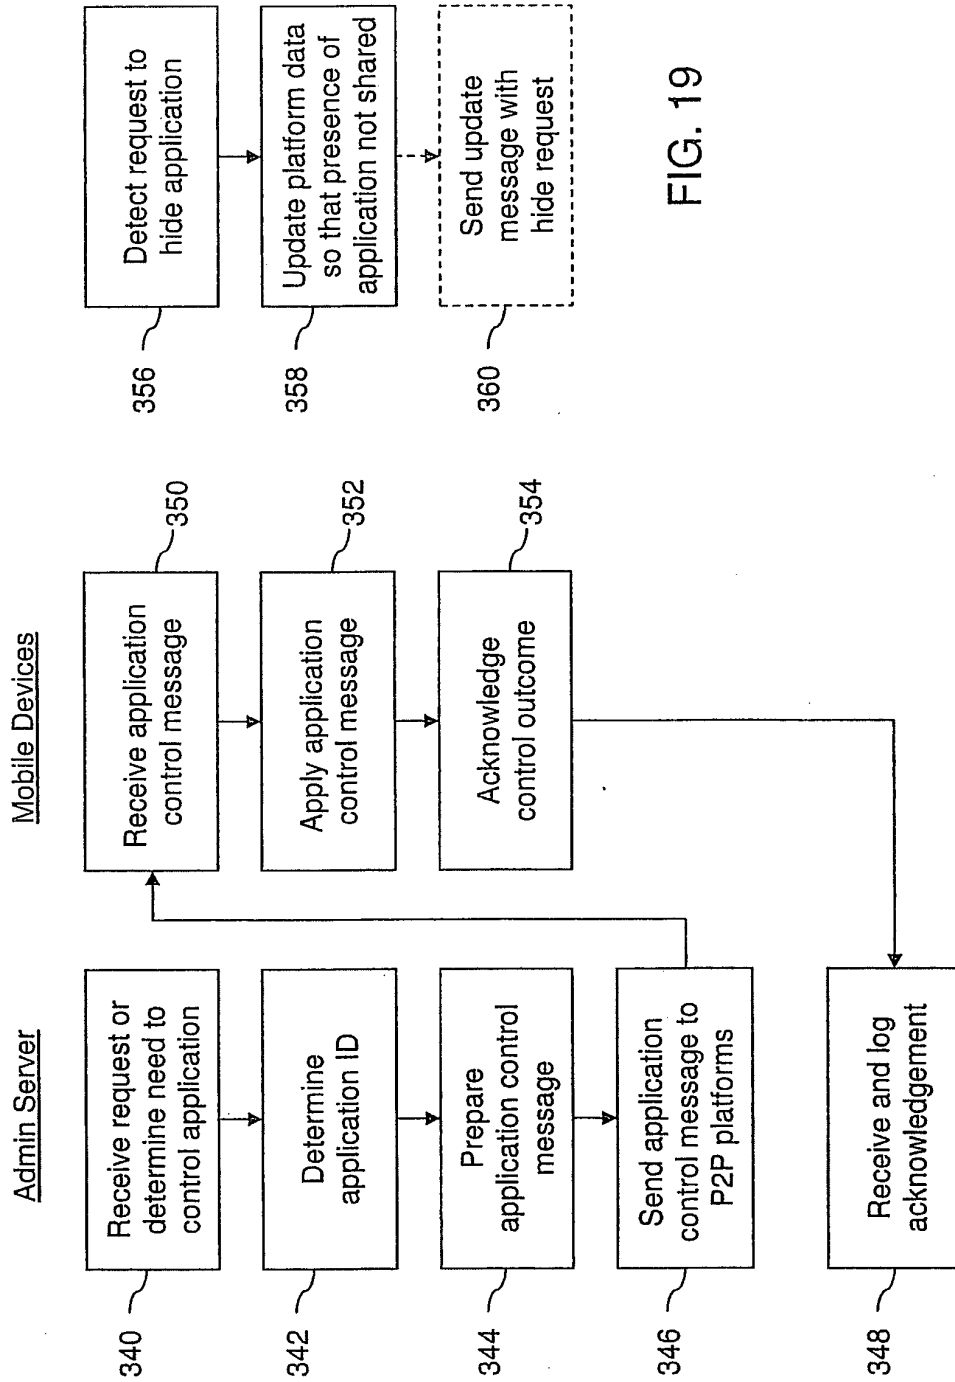 Admin Server
340
Receive request or
determine need to
control application
342
Determine
application ID
344
Prepare
application control
message
346
Send application
control message to
P2P platforms
348
Receive and log
acknowledgement
Mobile Devices
Receive application
control message
350
Apply application
control message
352
Acknowledge
control outcome
354
356
Detect request to
hide application
358
Update platform data
so that presence of
application not shared
360
Send update
message with
hide request
FIG. 19